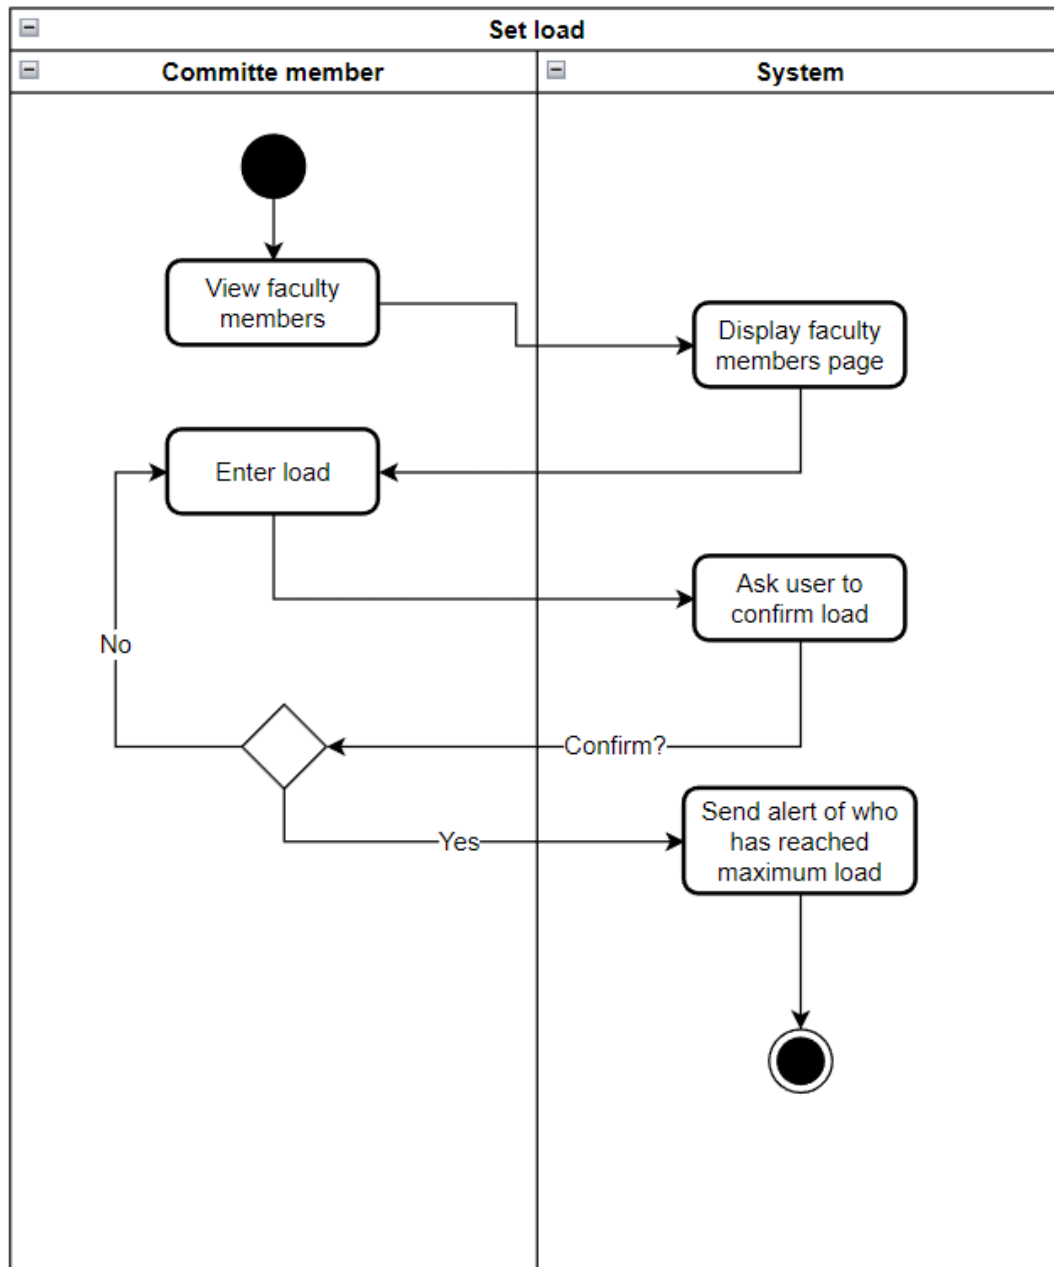 Set load
Committe member
System
View faculty
members
Display faculty
members page
Enter load
Ask user to
confirm load
No
Confirm?
Send alert of who
has reached
maximum load
Yes